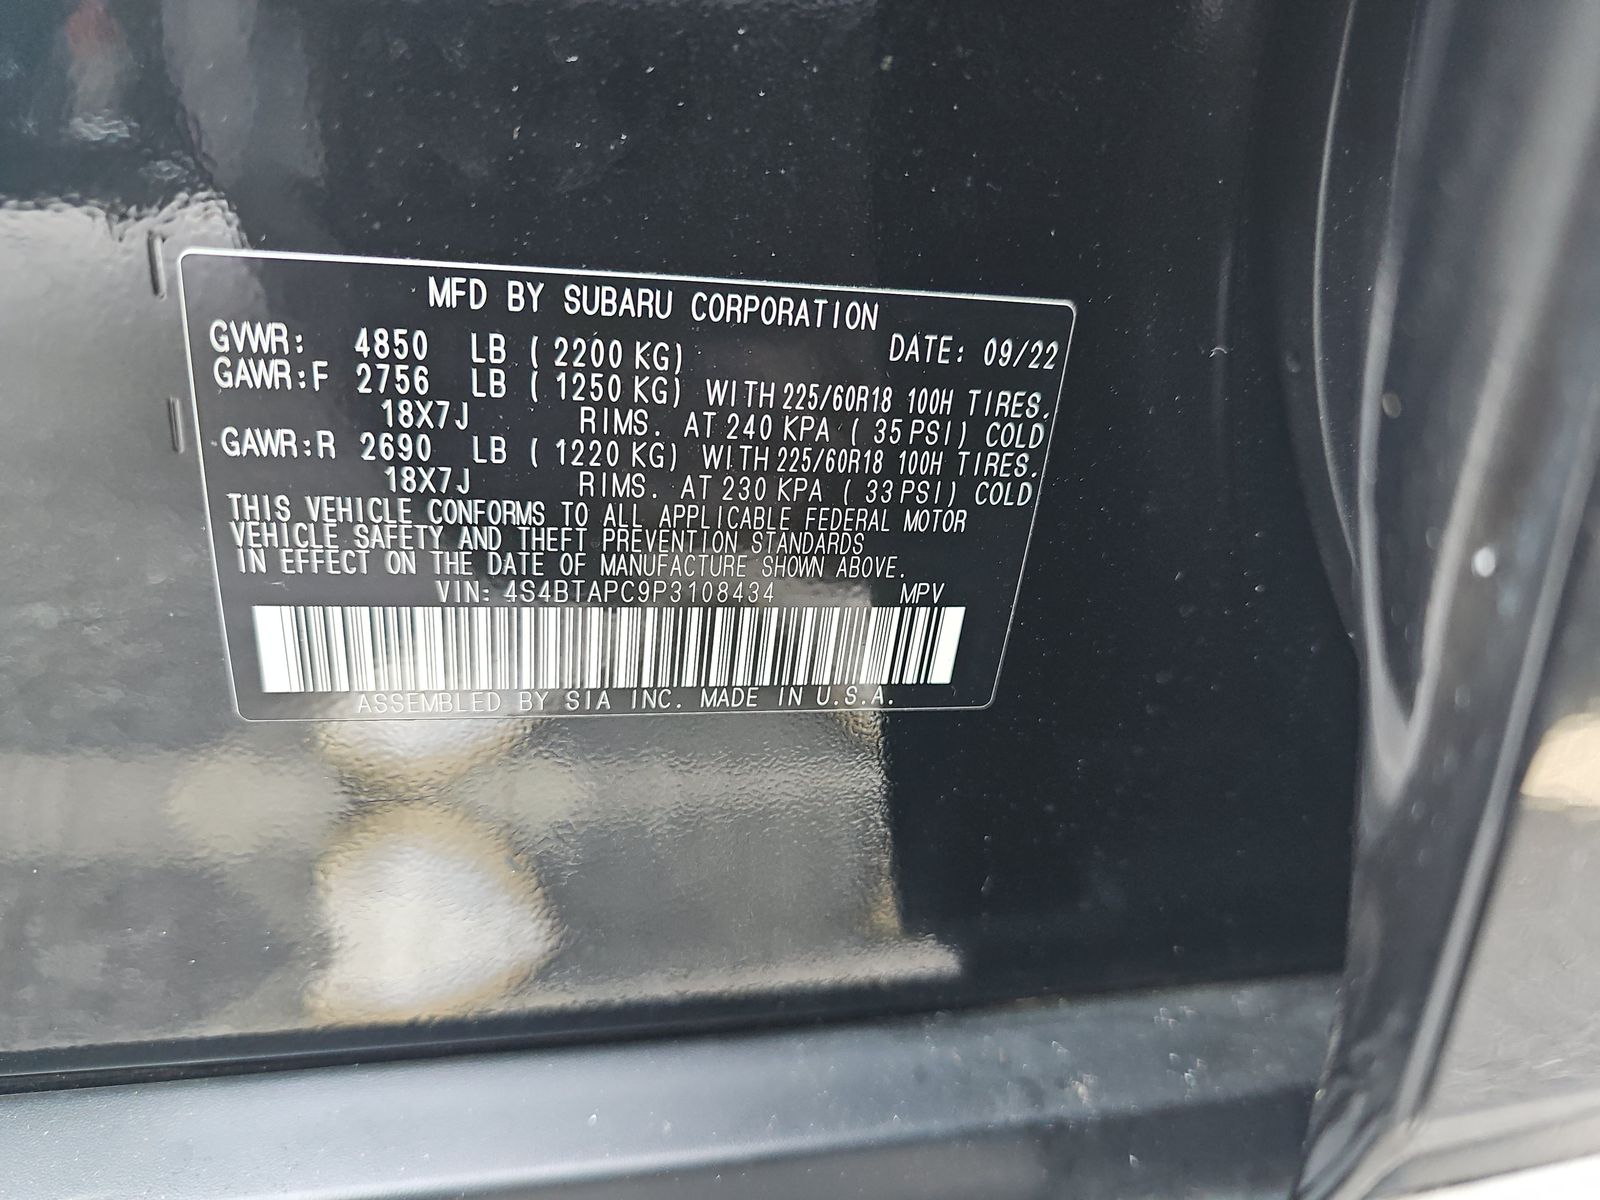 MFD BY SUBARU CORPORATION
GVWR: 4850 LB ( 2200 KG) DATE: 09/22
GAWR:F 2756 LB ( 1250 KG) WITH 225/60R18 100H TIRES.
18X7J RIMS. AT 240 KPA ( 35 PSI) COLD
GAWR:R 2690 LB ( 1220 KG) WITH 225/60R18 100H TIRES.
18X7J RIMS. AT 230 KPA ( 33 PSI) COLD
THIS VEHICLE CONFORMS TO ALL APPLICABLE FEDERAL MOTOR
VEHICLE SAFETY AND THEFT PREVENTION STANDARDS
IN EFFECT ON THE DATE OF MANUFACTURE SHOWN ABOVE.
VIN: 4S4BTAPC9P3108434 MPV
ASSEMBLED BY SIA INC. MADE IN U.S.A.